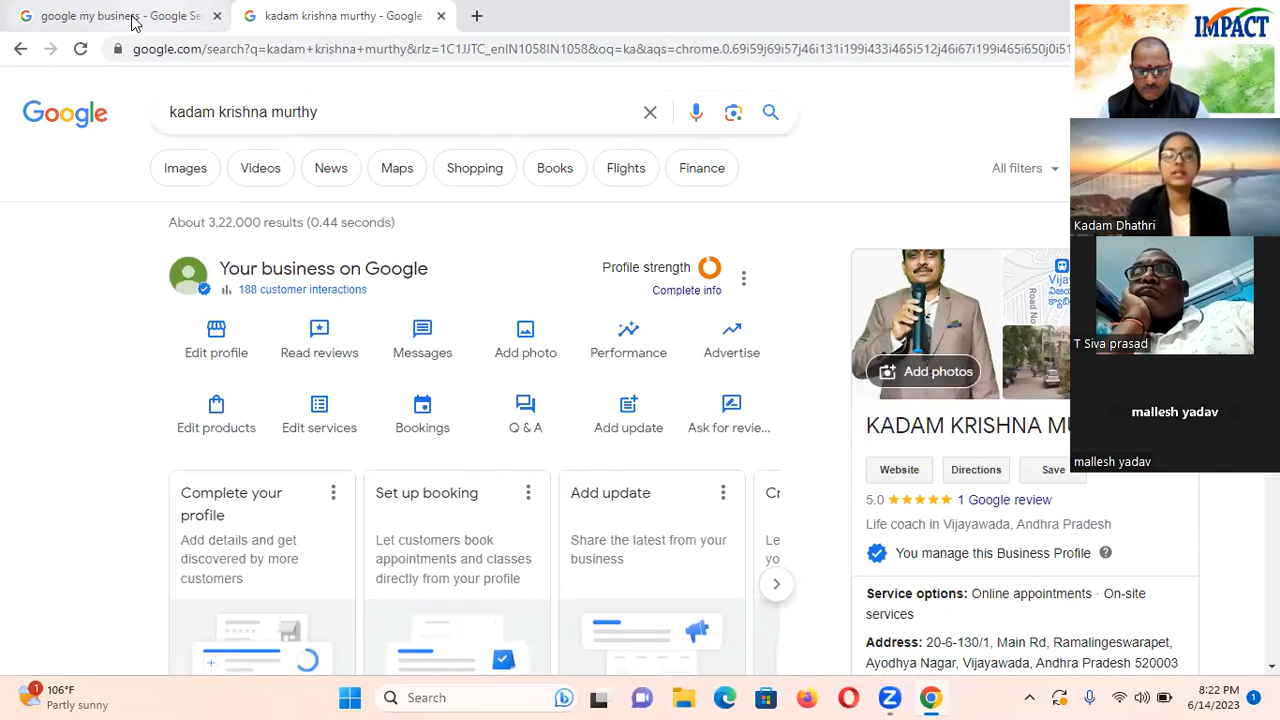 google my business - Google Se
kadam krishna murthy - Google
google.com/search?q=kadam+krishna+murthy&rlz=1C1JJTC_enIN1058IN1058&oq=ka&aqs=chrome.0.69i59j69i57j46i131i199i433i465i512j46i67i199i465i650j0i51
Google
kadam krishna murthy
Images
Videos
News
Maps
Shopping
Books
Flights
Finance
All filters
About 3,22,000 results (0.44 seconds)
Your business on Google
188 customer interactions
Profile strength
Complete info
Edit profile
Read reviews
Messages
Add photo
Performance
Advertise
Edit products
Edit services
Bookings
Q & A
Add update
Ask for revie...
Complete your
profile
Add details and get
discovered by more
customers
Set up booking
Let customers book
appointments and classes
directly from your profile
Add update
Share the latest from your
business
Cr
Le
yo
Road No
Add photos
KADAM KRISHNA MU
Website
Directions
Save
5.0
1 Google review
Life coach in Vijayawada, Andhra Pradesh
You manage this Business Profile
Service options: Online appointments · On-site
services
Address: 20-6-130/1, Main Rd, Ramalingeswarapet,
Ayodhya Nagar, Vijayawada, Andhra Pradesh 520003
IMPACT
Kadam Dhathri
T Siva prasad
mallesh yadav
mallesh yadav
1
106°F
Partly sunny
Search
8:22 PM
6/14/2023
1